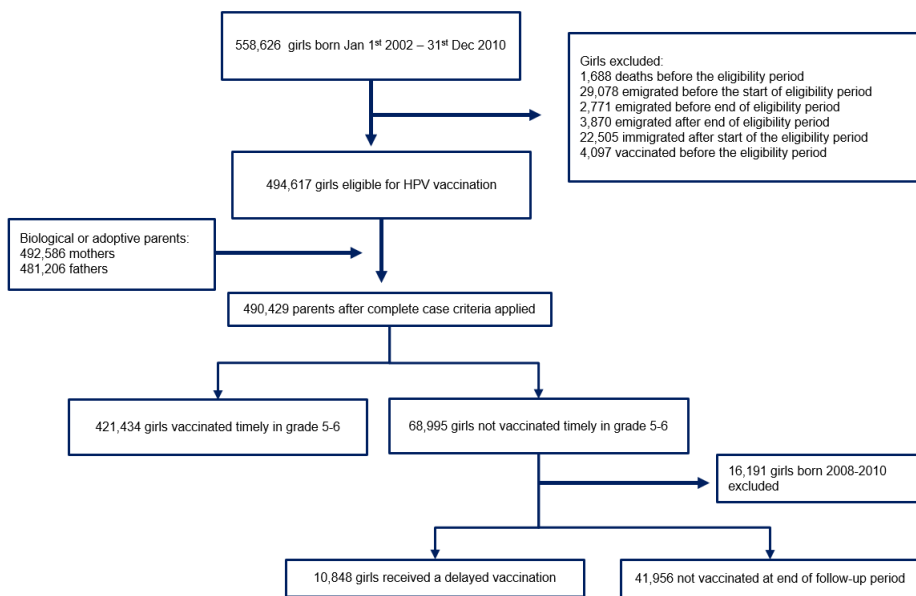 558,626 girls born Jan 1st 2002 – 31st Dec 2010
Girls excluded:
1,688 deaths before the eligibility period
29,078 emigrated before the start of eligibility period
2,771 emigrated before end of eligibility period
3,870 emigrated after end of eligibility period
22,505 immigrated after start of the eligibility period
4,097 vaccinated before the eligibility period
494,617 girls eligible for HPV vaccination
Biological or adoptive parents:
492,586 mothers
481,206 fathers
490,429 parents after complete case criteria applied
421,434 girls vaccinated timely in grade 5-6
68,995 girls not vaccinated timely in grade 5-6
16,191 girls born 2008-2010
excluded
10,848 girls received a delayed vaccination
41,956 not vaccinated at end of follow-up period